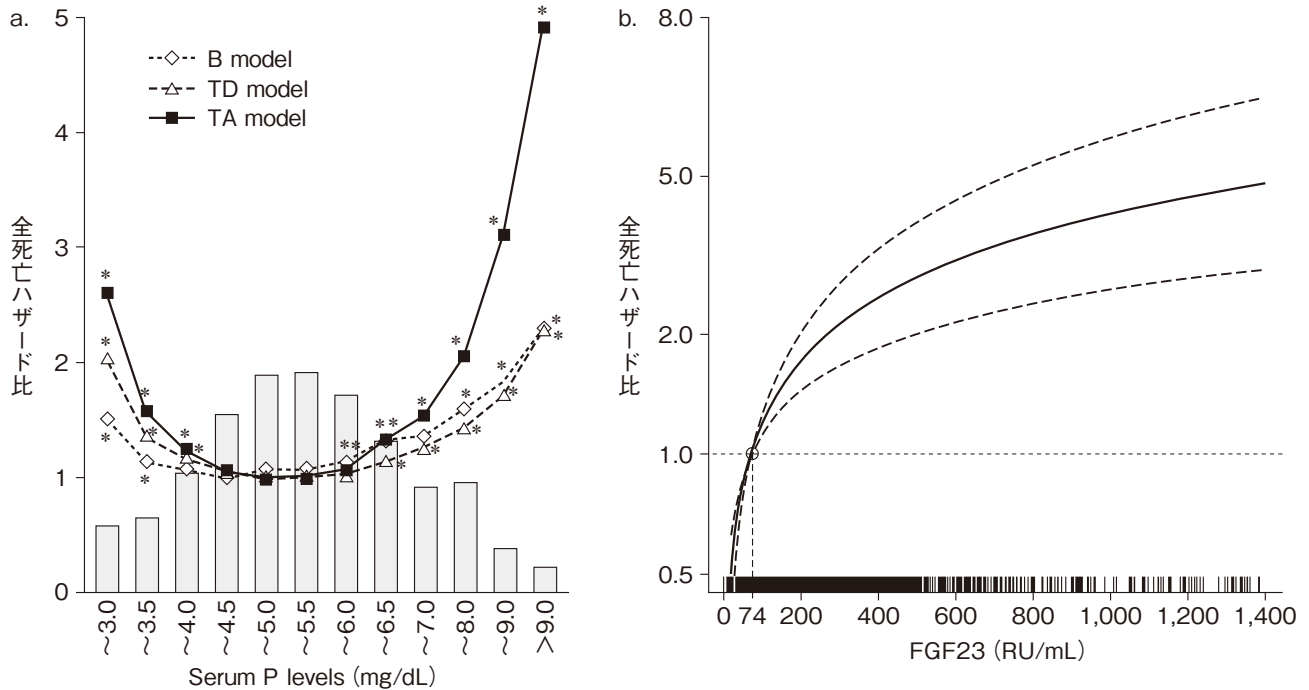 a.
全死亡ハザード比
5
4
3
2
1
0
B model
TD model
TA model
* * * * * * * ** ** * * * * * * * * * * *
～3.0 ～3.5 ～4.0 ～4.5 ～5.0 ～5.5 ～6.0 ～6.5 ～7.0 ～8.0 ～9.0 >9.0
Serum P levels (mg/dL)
b.
全死亡ハザード比
8.0
5.0
2.0
1.0
0.5
0 74 200 400 600 800 1,000 1,200 1,400
FGF23 (RU/mL)